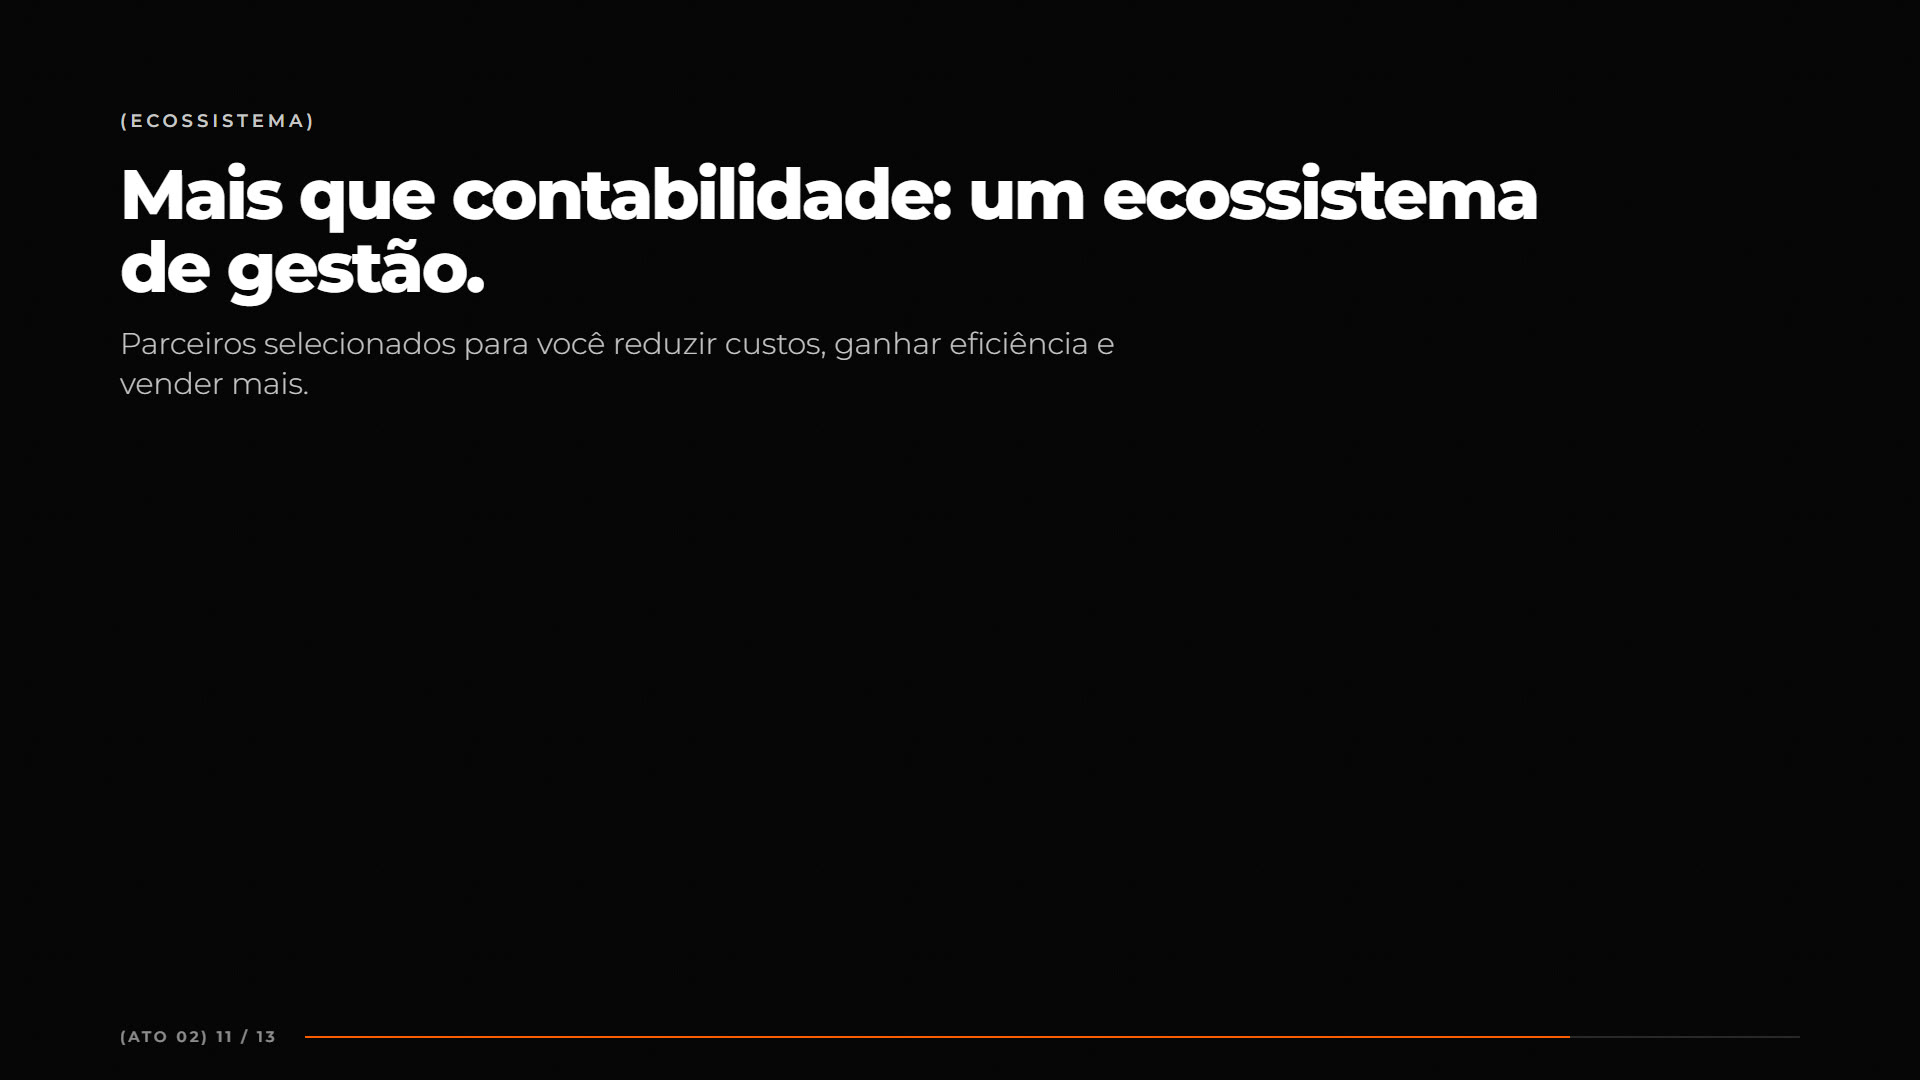 (ECOSSISTEMA)
Mais que contabilidade: um ecossistema
de gestão.
Parceiros selecionados para você reduzir custos, ganhar eficiência e
vender mais.
(ATO 02) 11 / 13